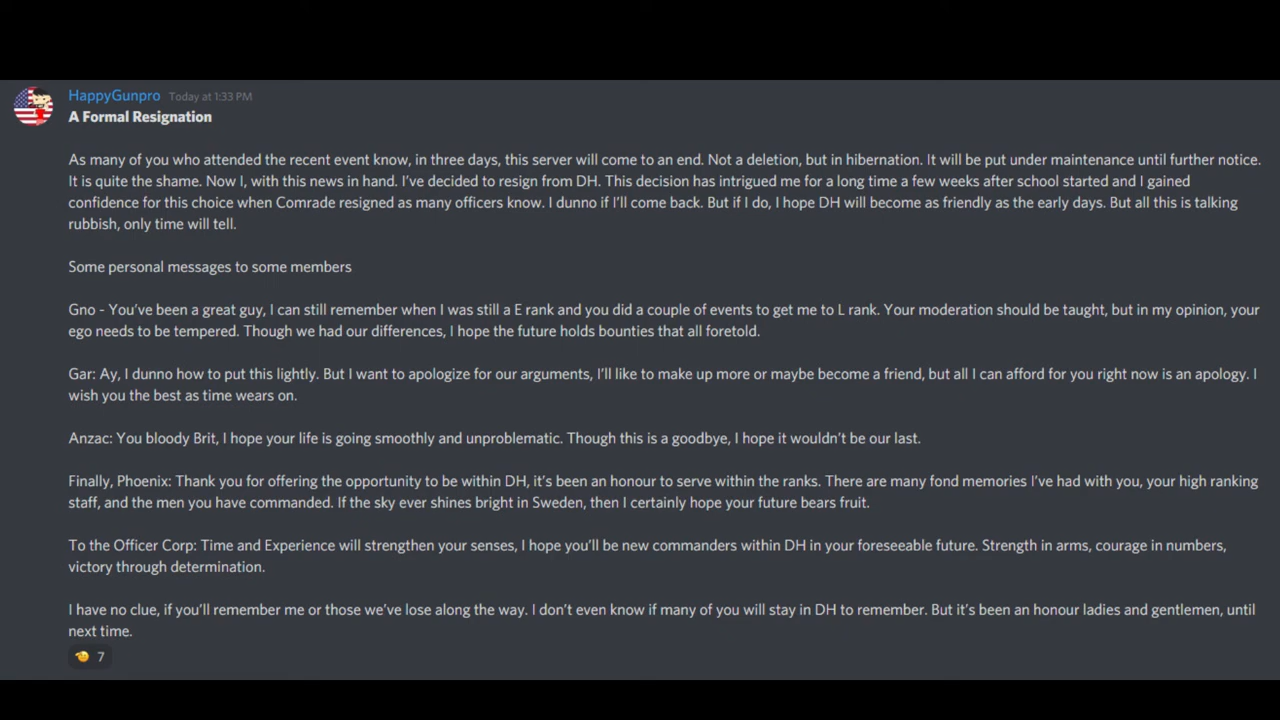 HappyGunpro Today at 1:33 PM
A Formal Resignation
As many of you who attended the recent event know, in three days, this server will come to an end. Not a deletion, but in hibernation. It will be put under maintenance until further notice.
It is quite the shame. Now I, with this news in hand. I've decided to resign from DH. This decision has intrigued me for a long time a few weeks after school started and I gained
confidence for this choice when Comrade resigned as many officers know. I dunno if I'll come back. But if I do, I hope DH will become as friendly as the early days. But all this is talking
rubbish, only time will tell.
Some personal messages to some members
Gno - You've been a great guy, I can still remember when I was still a E rank and you did a couple of events to get me to L rank. Your moderation should be taught, but in my opinion, your
ego needs to be tempered. Though we had our differences, I hope the future holds bounties that all foretold.
Gar: Ay, I dunno how to put this lightly. But I want to apologize for our arguments, I'll like to make up more or maybe become a friend, but all I can afford for you right now is an apology. I
wish you the best as time wears on.
Anzac: You bloody Brit, I hope your life is going smoothly and unproblematic. Though this is a goodbye, I hope it wouldn't be our last.
Finally, Phoenix: Thank you for offering the opportunity to be within DH, it's been an honour to serve within the ranks. There are many fond memories I've had with you, your high ranking
staff, and the men you have commanded. If the sky ever shines bright in Sweden, then I certainly hope your future bears fruit.
To the Officer Corp: Time and Experience will strengthen your senses, I hope you'll be new commanders within DH in your foreseeable future. Strength in arms, courage in numbers,
victory through determination.
I have no clue, if you'll remember me or those we've lose along the way. I don't even know if many of you will stay in DH to remember. But it's been an honour ladies and gentlemen, until
next time.
7